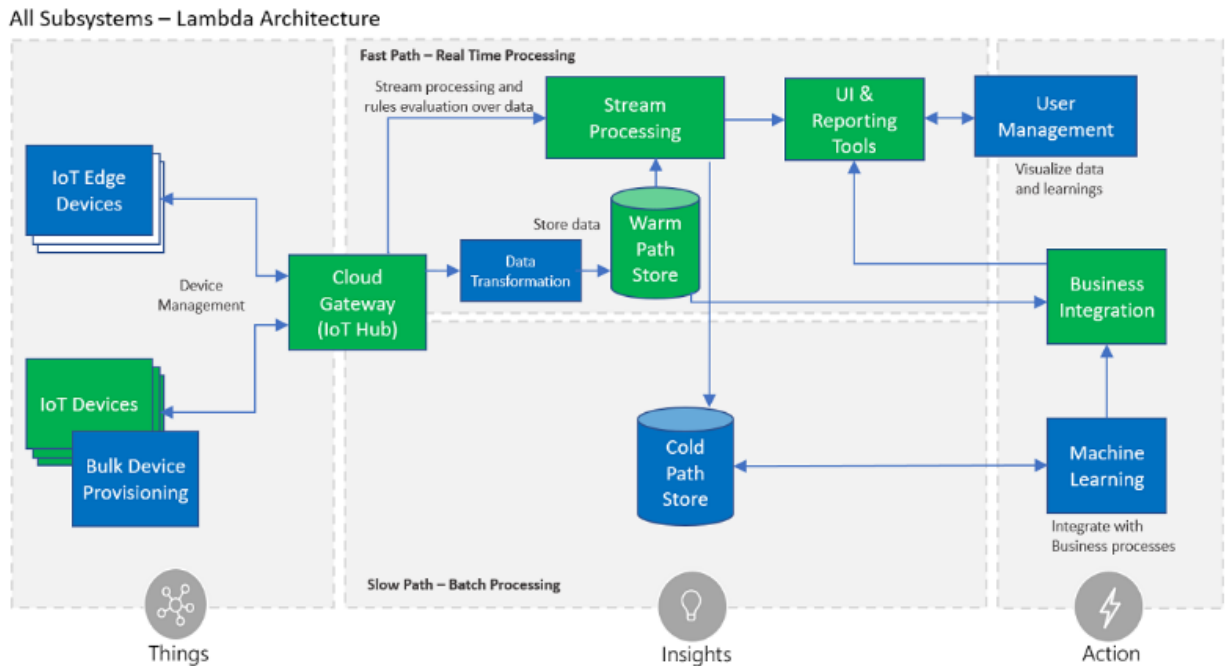 All Subsystems – Lambda Architecture
Fast Path – Real Time Processing
Stream processing and
rules evaluation over data
Stream
Processing
UI &
Reporting
Tools
User
Management
Visualize data
and learnings
IoT Edge
Devices
Store data
Warm
Path
Store
Data
Transformation
Device
Management
Cloud
Gateway
(IoT Hub)
Business
Integration
IoT Devices
Bulk Device
Provisioning
Cold
Path
Store
Machine
Learning
Integrate with
Business processes
Slow Path – Batch Processing
Things
Insights
Action